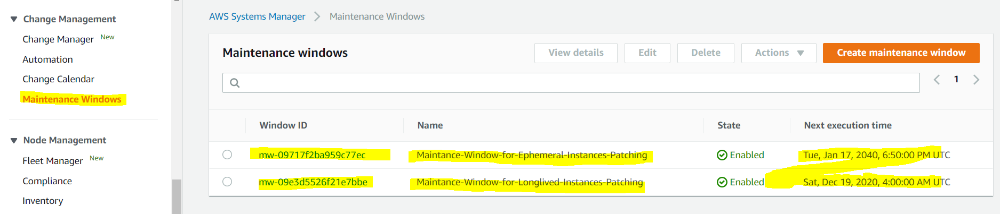 Change Management
Change Manager New
Automation
Change Calendar
Maintenance Windows
Node Management
Fleet Manager New
Compliance
Inventory
AWS Systems Manager Maintenance Windows
Maintenance windows
View details Edit Delete Actions Create maintenance window
1
Window ID Name State Next execution time
mw-09717f2ba959c77ec Maintance-Window-for-Ephemeral-Instances-Patching Enabled Tue, Jan 17, 2040, 6:50:00 PM UTC
mw-09e3d5526f21e7bbe Maintance-Window-for-Longlived-Instances-Patching Enabled Sat, Dec 19, 2020, 4:00:00 AM UTC